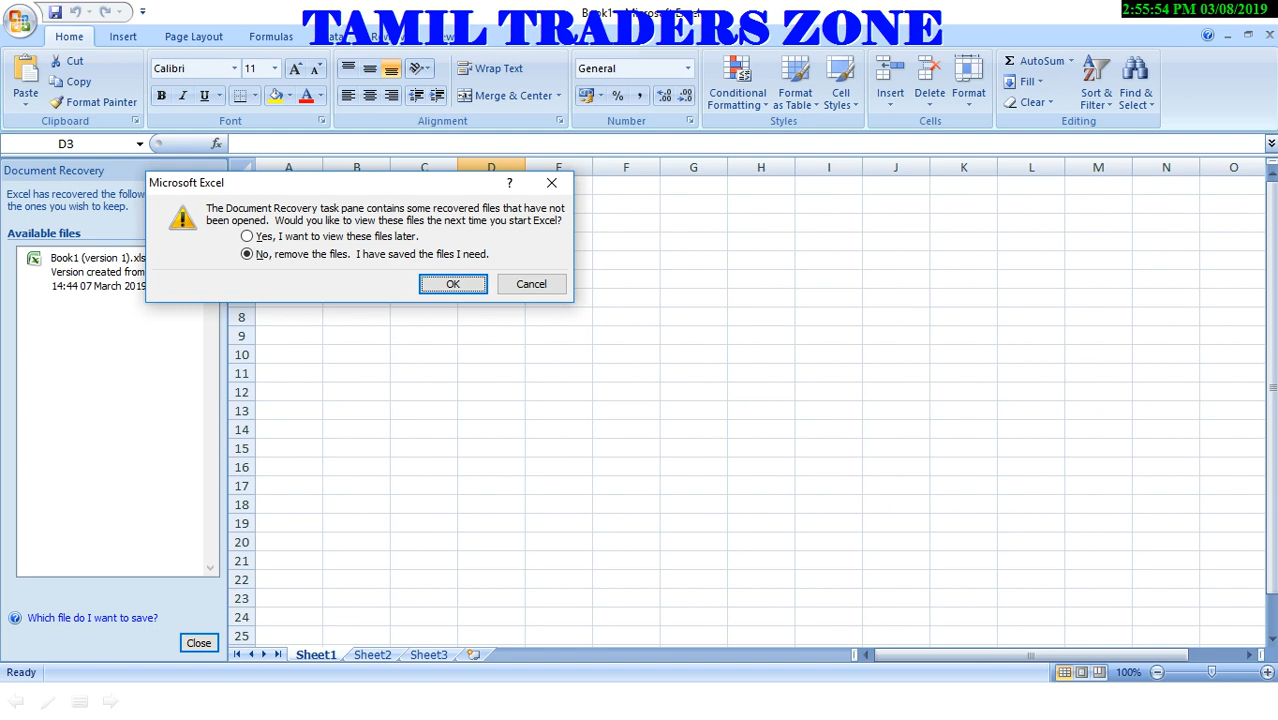 2:55:54 PM 03/08/2019
TAMIL TRADERS ZONE
Home Insert Page Layout Formulas
Cut
Copy
Format Painter
Paste
Clipboard
Calibri 11
B I U
Font
Wrap Text
Merge & Center
Alignment
General
% ,
Number
Conditional Formatting
Format as Table
Cell Styles
Styles
Insert Delete Format
Cells
Σ AutoSum
Fill
Clear
Sort & Filter
Find & Select
Editing
D3 fx
A B C D E F G H I J K L M N O
Document Recovery
Excel has recovered the
the ones you wish to keep.
Available files
Book1 (version 1).xls
Version created from
14:44 07 March 2019
Microsoft Excel ?
The Document Recovery task pane contains some recovered files that have not
been opened. Would you like to view these files the next time you start Excel?
Yes, I want to view these files later.
No, remove the files. I have saved the files I need.
OK Cancel
8
9
10
11
12
13
14
15
16
17
18
19
20
21
22
23
24
25
Which file do I want to save?
Close
Sheet1 Sheet2 Sheet3
Ready 100%